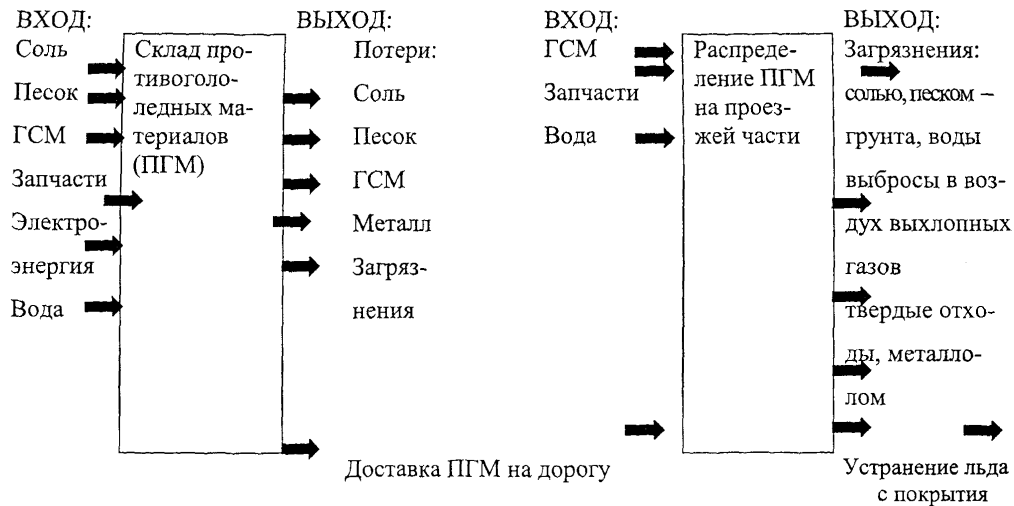 ВХОД:
Соль
Песок
ГСМ
Запчасти
Электро-
энергия
Вода
Склад про-
тивоголо-
ледных ма-
териалов
(ПГМ)
ВЫХОД:
Потери:
Соль
Песок
ГСМ
Металл
Загряз-
нения
Доставка ПГМ на дорогу
ВХОД:
ГСМ
Запчасти
Вода
Распреде-
ление ПГМ
на проез-
жей части
ВЫХОД:
Загрязнения:
солью, песком –
грунта, воды
выбросы в воз-
дух выхлопных
газов
твердые отхо-
ды, металло-
лом
Устранение льда
с покрытия